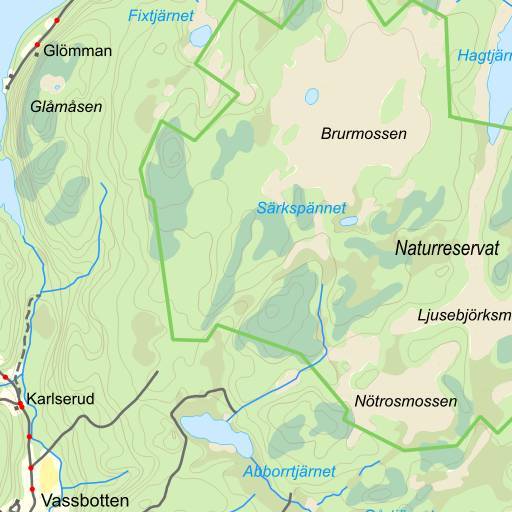 Fixtjärnet
Glömman
Hagtjärn
Glåmåsen
Brurmossen
Särkspännet
Naturreservat
Ljusebjörksm
Karlserud
Nötrosmossen
Abborrtjärnet
Vassbotten